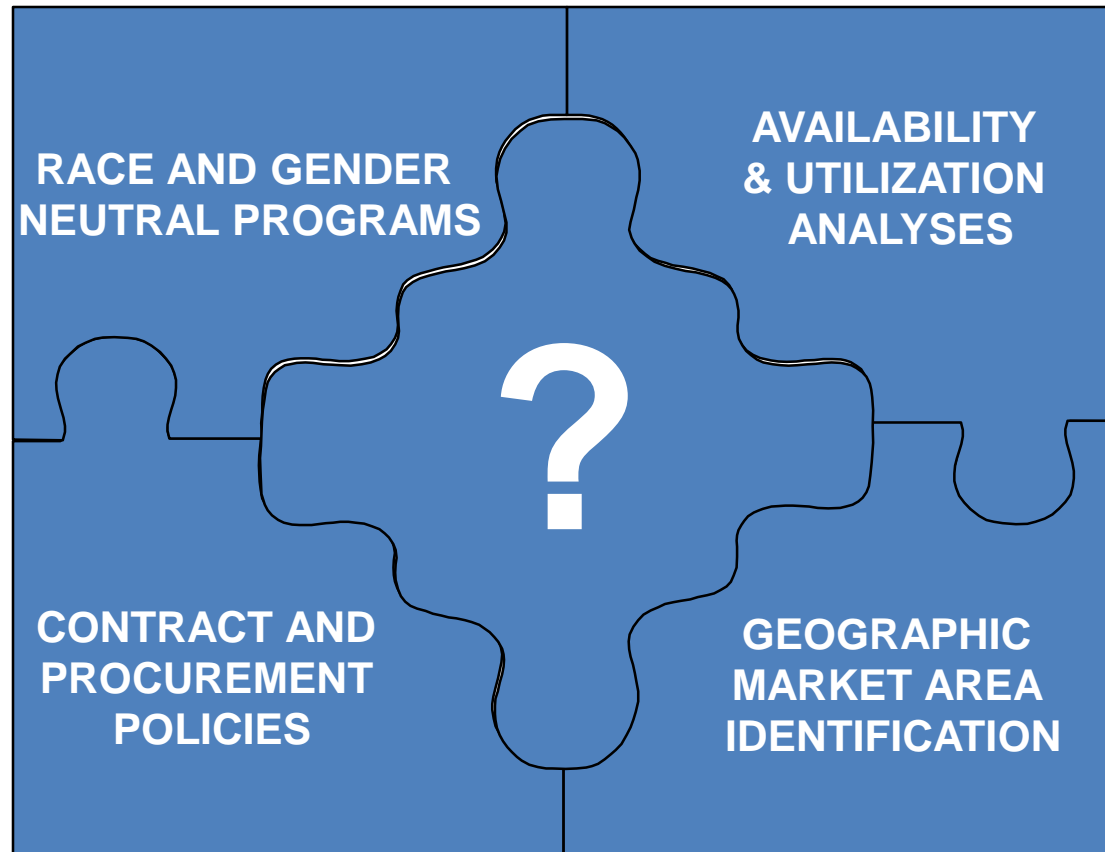 RACE AND GENDER
NEUTRAL PROGRAMS
AVAILABILITY
& UTILIZATION
ANALYSES
?
CONTRACT AND
PROCUREMENT
POLICIES
GEOGRAPHIC
MARKET AREA
IDENTIFICATION